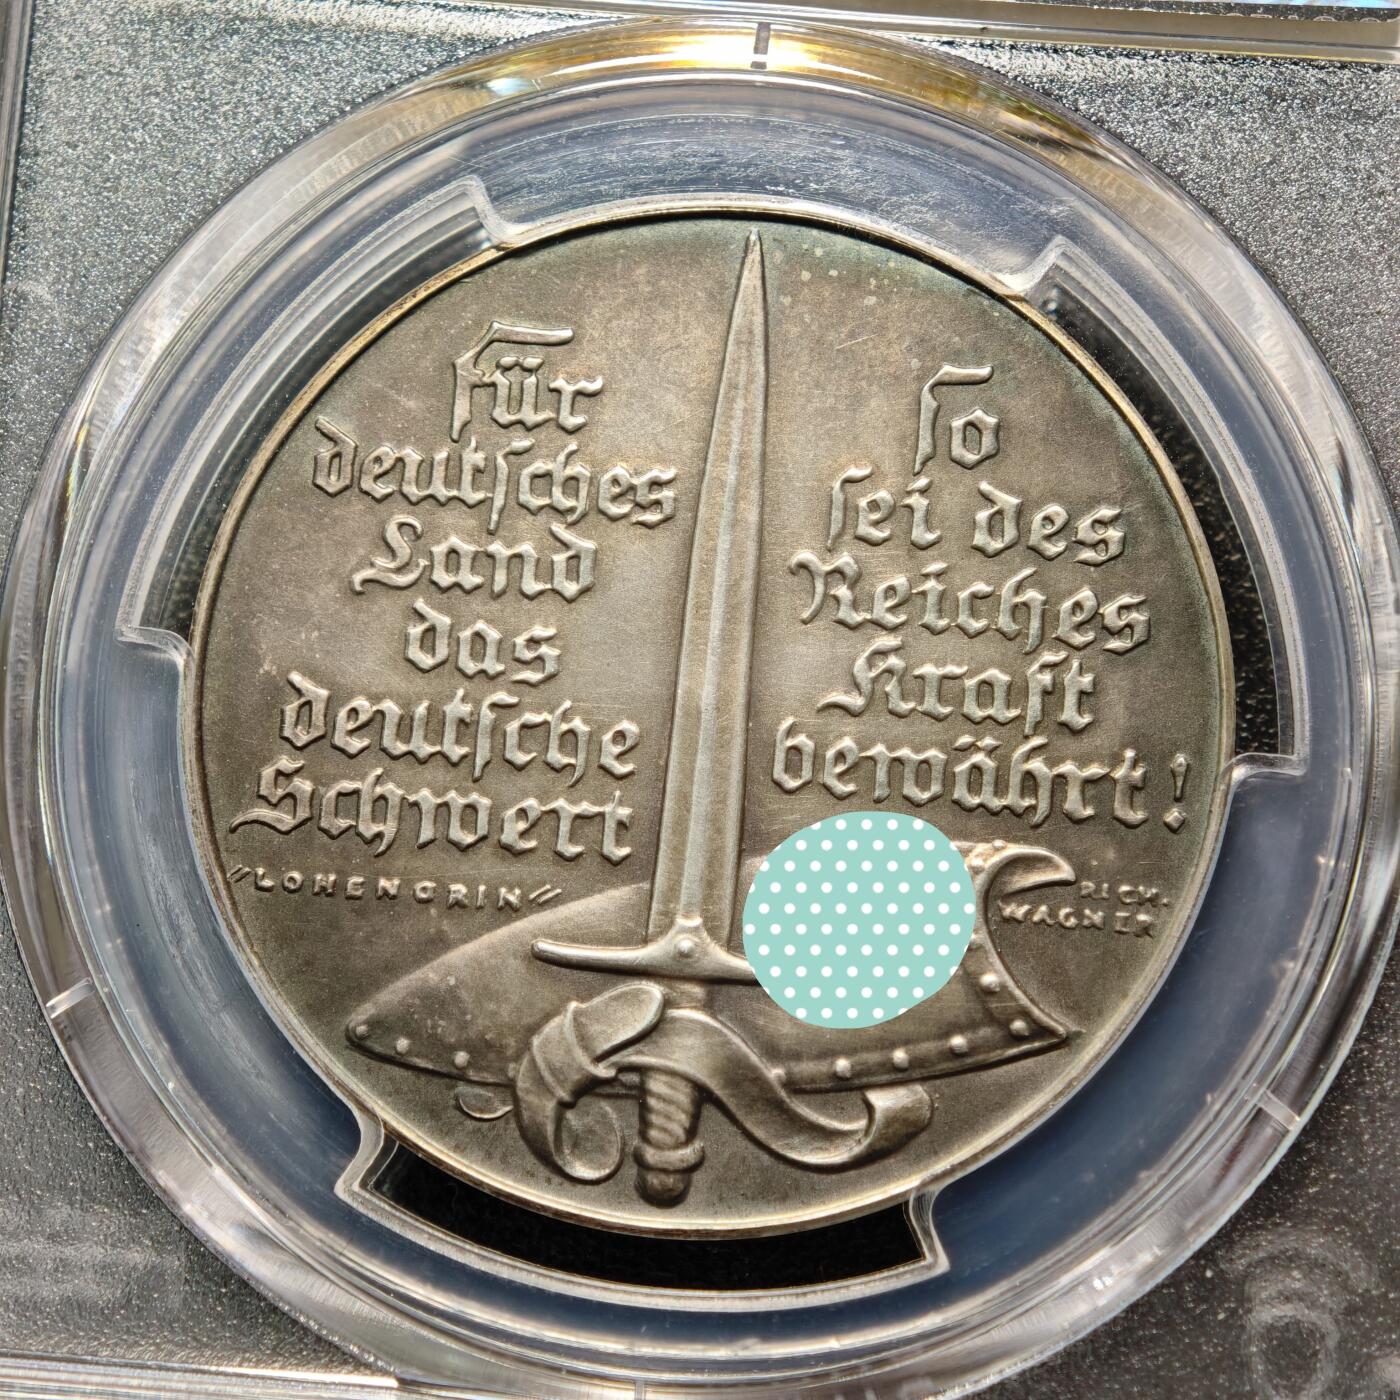 Für
deutsches
Land
das
deutsche
Schwert
"LOHENGRIN"
So
sei des
Reiches
Kraft
bewährt!
RICH.
WAGNER